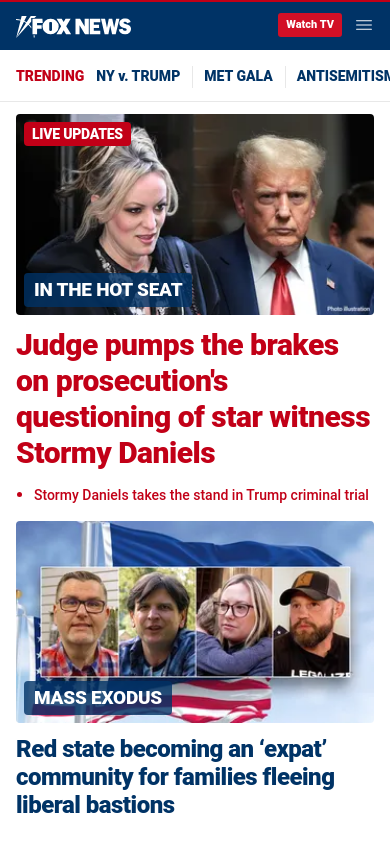 FOX NEWS
Watch TV
TRENDING NY v. TRUMP MET GALA ANTISEMITISM
LIVE UPDATES
IN THE HOT SEAT
Photo Illustration
Judge pumps the brakes
on prosecution's
questioning of star witness
Stormy Daniels
• Stormy Daniels takes the stand in Trump criminal trial
LEGALIZE
MASS EXODUS
Red state becoming an ‘expat’
community for families fleeing
liberal bastions